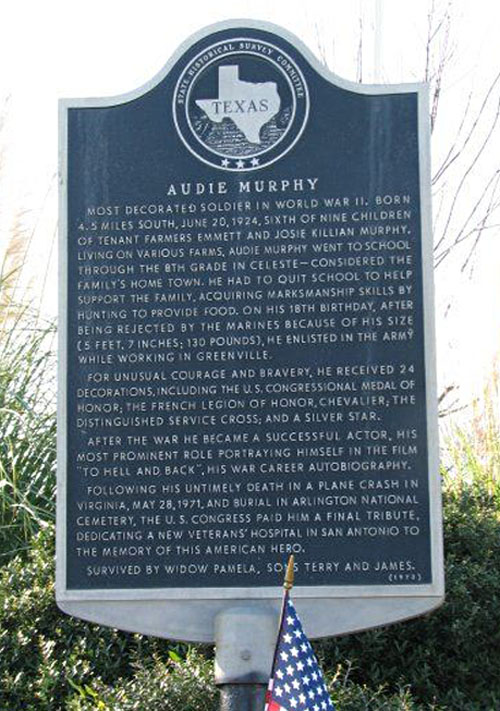 STATE HISTORICAL SURVEY COMMITTEE
TEXAS
AUDIE MURPHY
MOST DECORATED SOLDIER IN WORLD WAR II. BORN
4.5 MILES SOUTH, JUNE 20, 1924, SIXTH OF NINE CHILDREN
OF TENANT FARMERS EMMETT AND JOSIE KILLIAN MURPHY.
LIVING ON VARIOUS FARMS, AUDIE MURPHY WENT TO SCHOOL
THROUGH THE 8TH GRADE IN CELESTE—CONSIDERED THE
FAMILY'S HOME TOWN. HE HAD TO QUIT SCHOOL TO HELP
SUPPORT THE FAMILY, ACQUIRING MARKSMANSHIP SKILLS BY
HUNTING TO PROVIDE FOOD. ON HIS 18TH BIRTHDAY, AFTER
BEING REJECTED BY THE MARINES BECAUSE OF HIS SIZE
(5 FEET, 7 INCHES; 130 POUNDS), HE ENLISTED IN THE ARMY
WHILE WORKING IN GREENVILLE.
FOR UNUSUAL COURAGE AND BRAVERY, HE RECEIVED 24
DECORATIONS, INCLUDING THE U.S. CONGRESSIONAL MEDAL OF
HONOR; THE FRENCH LEGION OF HONOR, CHEVALIER; THE
DISTINGUISHED SERVICE CROSS; AND A SILVER STAR.
AFTER THE WAR HE BECAME A SUCCESSFUL ACTOR, HIS
MOST PROMINENT ROLE PORTRAYING HIMSELF IN THE FILM
"TO HELL AND BACK", HIS WAR CAREER AUTOBIOGRAPHY.
FOLLOWING HIS UNTIMELY DEATH IN A PLANE CRASH IN
VIRGINIA, MAY 28, 1971, AND BURIAL IN ARLINGTON NATIONAL
CEMETERY, THE U.S. CONGRESS PAID HIM A FINAL TRIBUTE,
DEDICATING A NEW VETERANS' HOSPITAL IN SAN ANTONIO TO
THE MEMORY OF THIS AMERICAN HERO.
SURVIVED BY WIDOW PAMELA, SONS TERRY AND JAMES.
(1973)